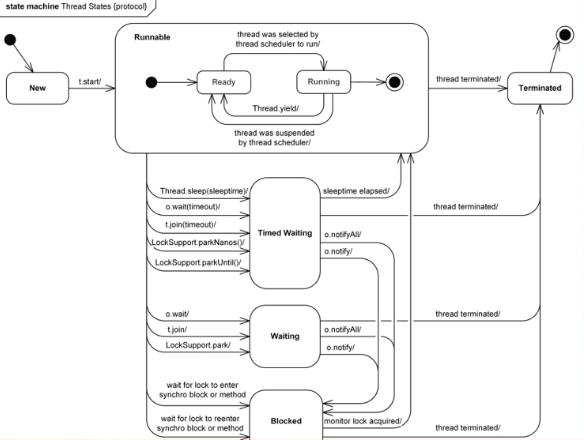 state machine Thread States {protocol}
Runnable
thread was selected by
thread scheduler to run/
New
t.start/
Ready
Running
thread terminated/
Terminated
Thread.yield/
thread was suspended
by thread scheduler/
Thread.sleep(sleeptime)/
sleeptime elapsed/
o.wait(timeout)/
thread terminated/
t.join(timeout)/
Timed Waiting
o.notifyAll/
LockSupport.parkNanos()/
o.notify/
LockSupport.parkUntil()/
o.wait/
thread terminated/
t.join/
Waiting
o.notifyAll/
LockSupport.park/
o.notify/
wait for lock to enter
synchro block or method
wait for lock to reenter
synchro block or method
Blocked
monitor lock acquired/
thread terminated/